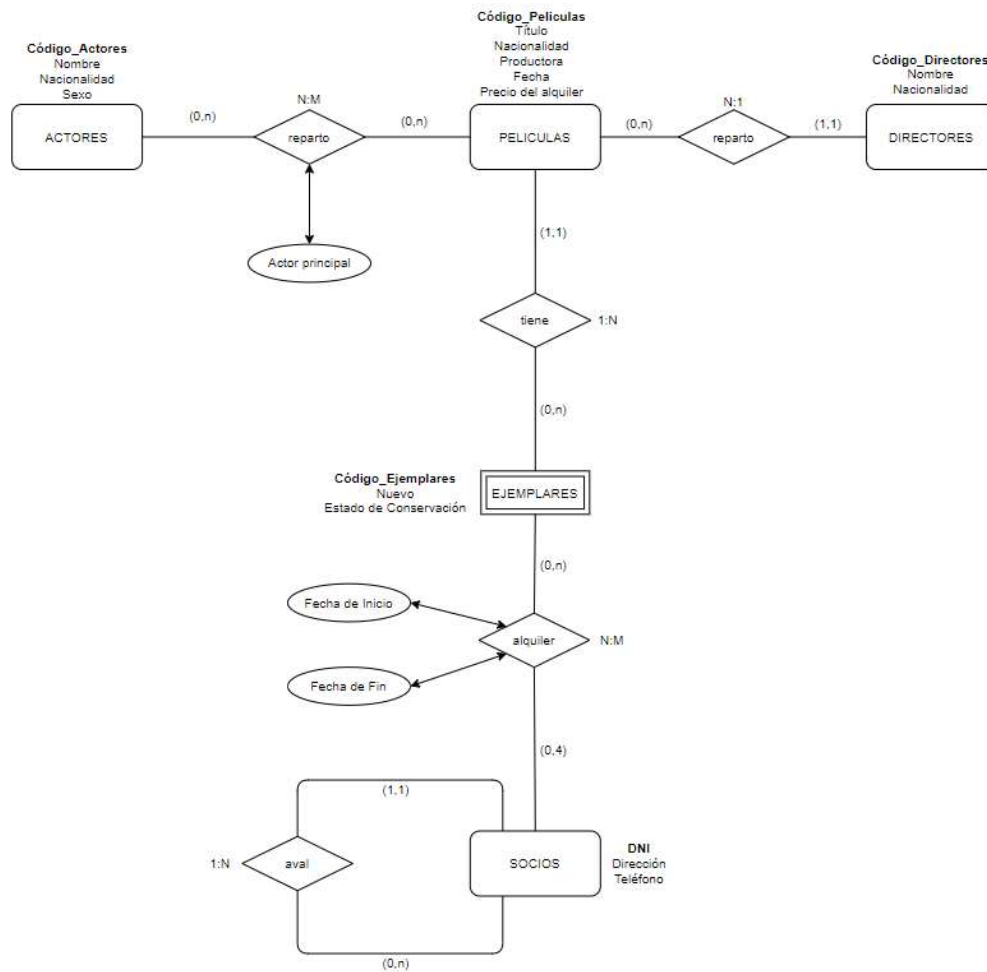 Código_Peliculas
Título
Nacionalidad
Productora
Fecha
Precio del alquiler
Código_Actores
Nombre
Nacionalidad
Sexo
Código_Directores
Nombre
Nacionalidad
N:M
N:1
(0,n)
(0,n)
(0,n)
(1,1)
ACTORES
reparto
PELICULAS
reparto
DIRECTORES
(1,1)
Actor principal
tiene
1:N
(0,n)
Código_Ejemplares
Nuevo
Estado de Conservación
EJEMPLARES
(0,n)
Fecha de Inicio
alquiler
N:M
Fecha de Fin
(0,4)
(1,1)
1:N
aval
SOCIOS
DNI
Dirección
Teléfono
(0,n)